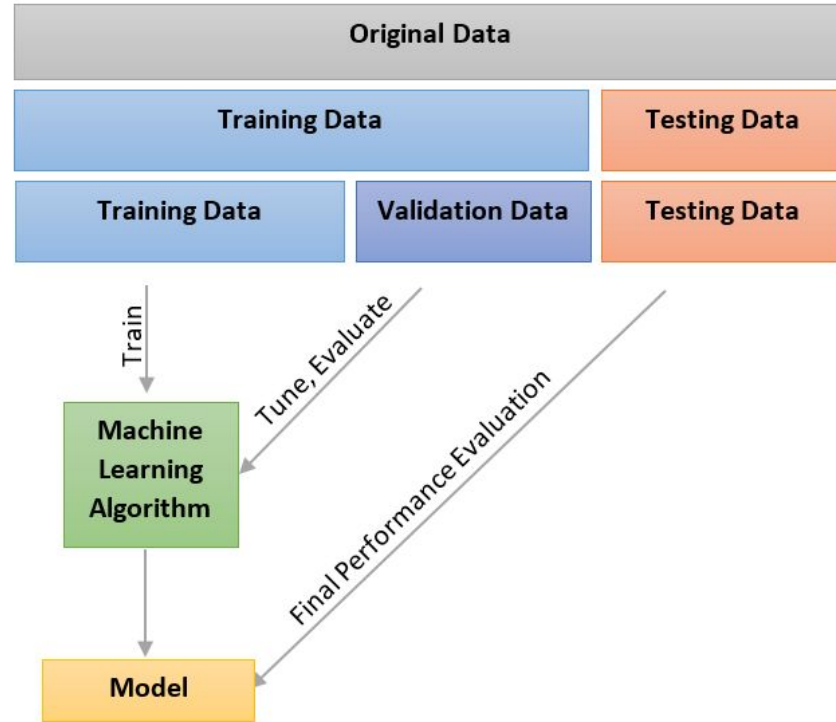 Original Data
Training Data
Testing Data
Training Data
Validation Data
Testing Data
Train
Tune, Evaluate
Final Performance Evaluation
Machine
Learning
Algorithm
Model